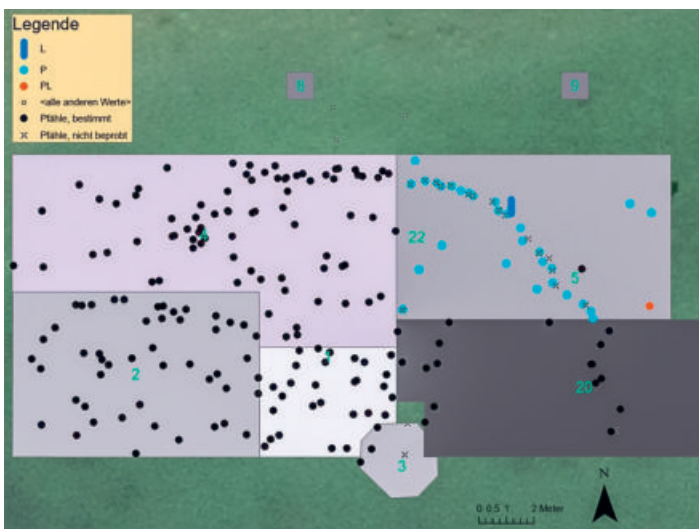 Legende
L
P
PL
<alle anderen Werte>
Pfähle, bestimmt
Pfähle, nicht beprobt
8
9
4
22
5
2
1
20
3
N
0 0.5 1 2 Meter